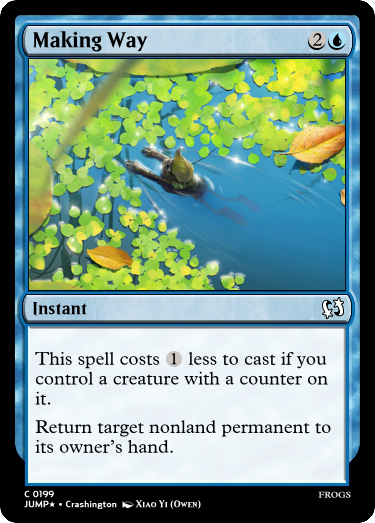 Making Way 2
Instant
This spell costs 1 less to cast if you
control a creature with a counter on
it.
Return target nonland permanent to
its owner's hand.
C 0199
JUMP★ • Crashington Xiao Yi (Owen) FROGS